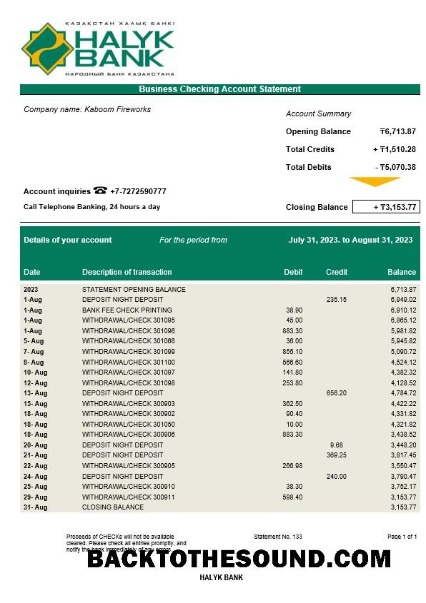 ҚАЗАҚСТАН ХАЛЫҚ БАНКІ
HALYK
BANK
НАРОДНЫЙ БАНК КАЗАХСТАНА
Business Checking Account Statement
Company name: Kaboom Fireworks
Account Summary
Opening Balance ₸6,713.87
Total Credits + ₸1,510.28
Total Debits - ₸5,070.38
Account inquiries ☎ +7-7272590777
Call Telephone Banking, 24 hours a day
Closing Balance + ₸3,153.77
Details of your account For the period from July 31, 2023. to August 31, 2023
Date Description of transaction Debit Credit Balance
2023 STATEMENT OPENING BALANCE 6,713.87
1-Aug DEPOSIT NIGHT DEPOSIT 235.15 6,949.02
1-Aug BANK FEE CHECK PRINTING 38.90 6,910.12
1-Aug WITHDRAWAL/CHECK 301095 45.00 6,865.12
1-Aug WITHDRAWAL/CHECK 301096 883.30 5,981.82
5- Aug WITHDRAWAL/CHECK 301066 36.00 5,945.82
7- Aug WITHDRAWAL/CHECK 301099 855.10 5,090.72
8- Aug WITHDRAWAL/CHECK 301100 566.60 4,524.12
10- Aug WITHDRAWAL/CHECK 301097 141.80 4,382.32
12- Aug WITHDRAWAL/CHECK 301098 253.80 4,128.52
13- Aug DEPOSIT NIGHT DEPOSIT 656.20 4,784.72
15- Aug WITHDRAWAL/CHECK 300903 362.50 4,422.22
18- Aug WITHDRAWAL/CHECK 300902 90.40 4,331.82
18- Aug WITHDRAWAL/CHECK 301050 10.00 4,321.82
18- Aug WITHDRAWAL/CHECK 300906 883.30 3,438.52
20- Aug DEPOSIT NIGHT DEPOSIT 9.68 3,448.20
21- Aug DEPOSIT NIGHT DEPOSIT 369.25 3,817.45
22- Aug WITHDRAWAL/CHECK 300905 266.98 3,550.47
24- Aug DEPOSIT NIGHT DEPOSIT 240.00 3,790.47
25- Aug WITHDRAWAL/CHECK 300910 38.30 3,752.17
29- Aug WITHDRAWAL/CHECK 300911 598.40 3,153.77
31- Aug CLOSING BALANCE 3,153.77
Proceeds of CHECKs will not be available Statement No. 133 Page 1 of 1
cleared. Please check all entries promptly, and
notify the bank immediately of any errors
BACKTOTHESOUND.COM
HALYK BANK